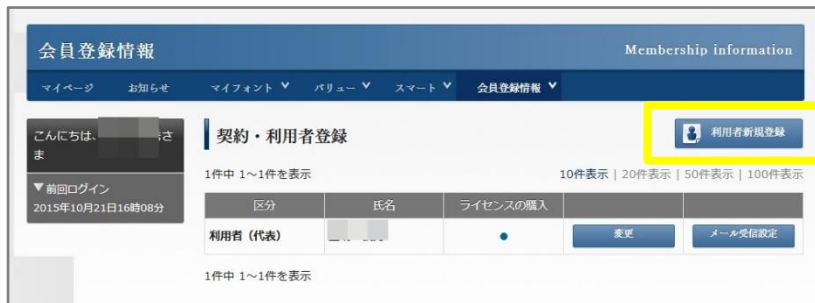 会員登録情報
Membership information
マイページ お知らせ マイフォント バリュー スマート 会員登録情報
こんにちは、 さ
ま
▼前回ログイン
2015年10月21日16時08分
契約・利用者登録
利用者新規登録
1件中 1～1件を表示
10件表示 | 20件表示 | 50件表示 | 100件表示
区分 氏名 ライセンスの購入
利用者（代表） ● 変更 メール受信設定
1件中 1～1件を表示